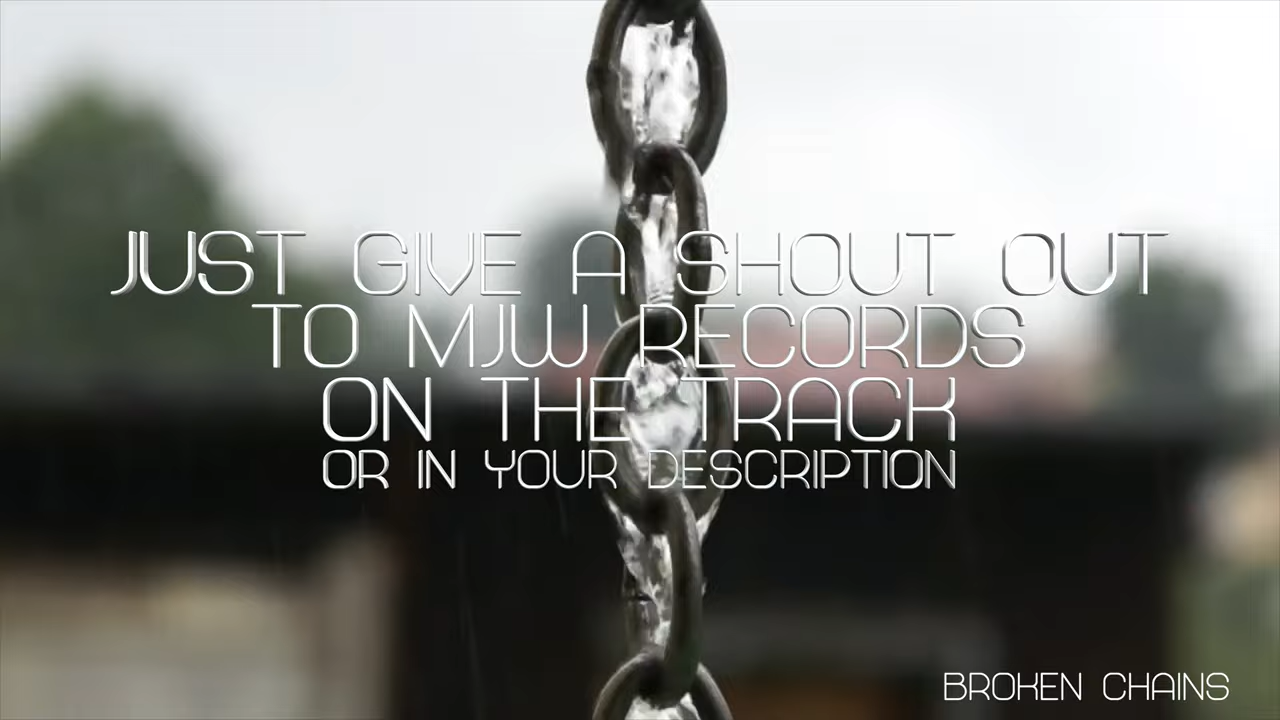 JUST GIVE A SHOUT OUT
TO MJW RECORDS
ON THE TRACK
OR IN YOUR DESCRIPTION
BROKEN CHAINS